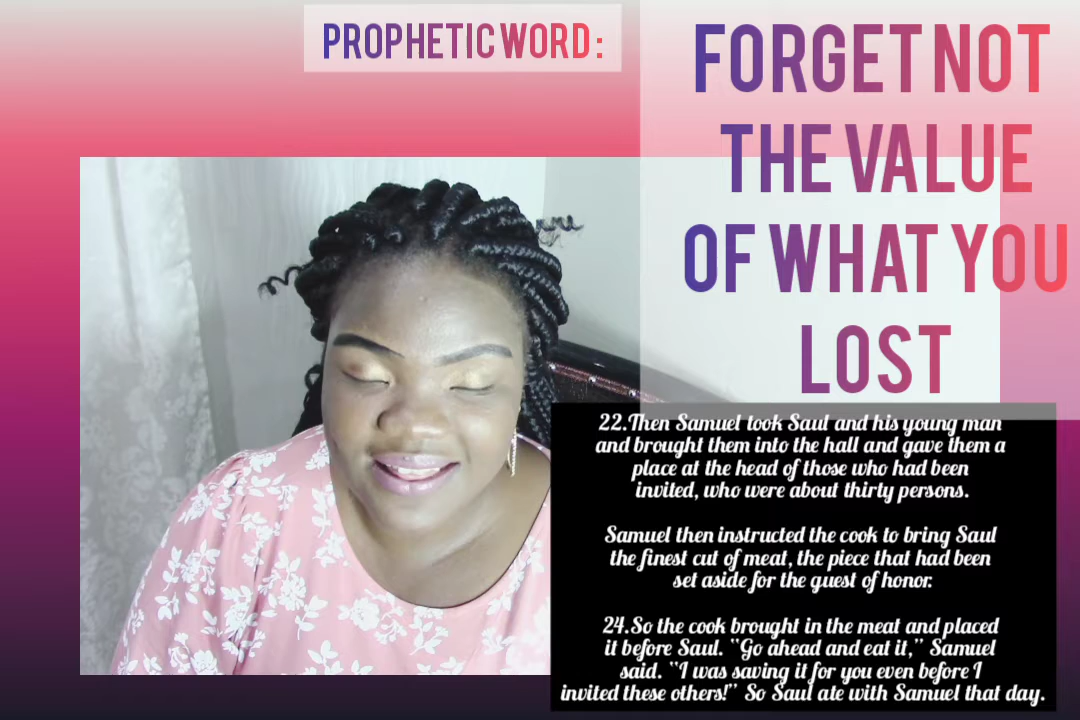 PROPHETIC WORD:
FORGET NOT
THE VALUE
OF WHAT YOU
LOST
22.Then Samuel took Saul and his young man
and brought them into the hall and gave them a
place at the head of those who had been
invited, who were about thirty persons.
Samuel then instructed the cook to bring Saul
the finest cut of meat, the piece that had been
set aside for the guest of honor.
24.So the cook brought in the meat and placed
it before Saul. “Go ahead and eat it,” Samuel
said. “I was saving it for you even before I
invited these others!” So Saul ate with Samuel that day.